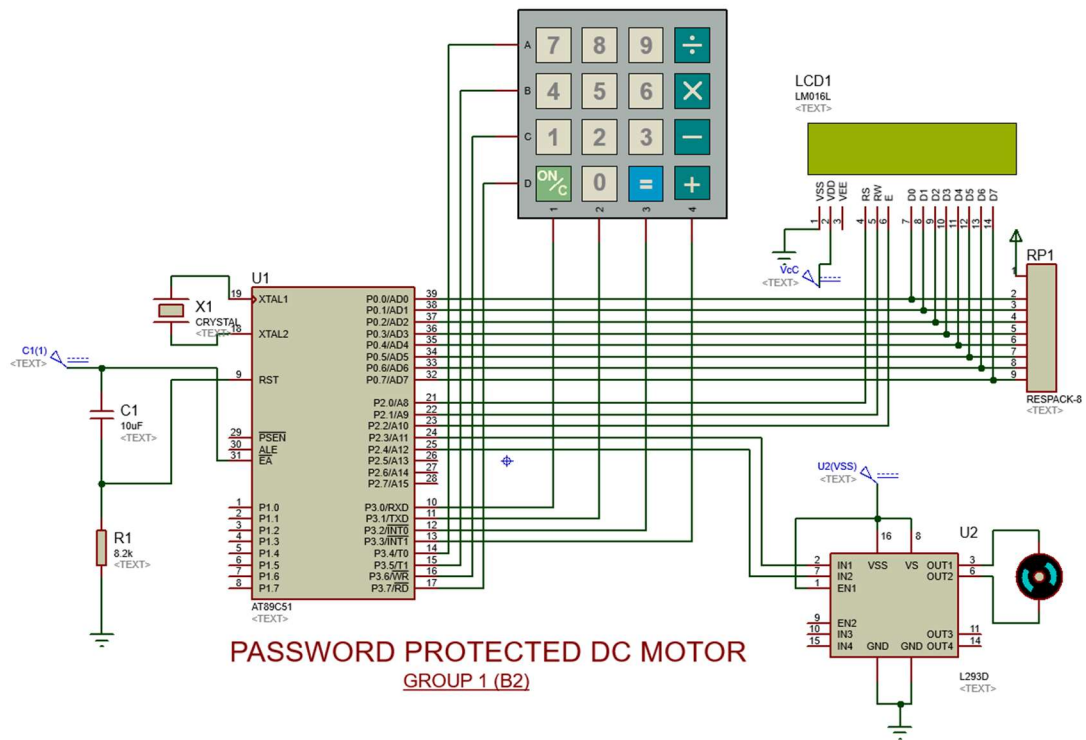 7 8 9 ÷
4 5 6 ×
1 2 3 −
ON/C 0 = +
A
B
C
D
1 2 3 4
LCD1
LM016L
<TEXT>
VSS VDD VEE RS RW E D0 D1 D2 D3 D4 D5 D6 D7
1 2 3 4 5 6 7 8 9 10 11 12 13 14
VcC
<TEXT>
RP1
1
2
3
4
5
6
7
8
9
RESPACK-8
<TEXT>
X1
CRYSTAL
<TEXT>
C1(1)
<TEXT>
C1
10uF
<TEXT>
R1
8.2k
<TEXT>
U1
19 XTAL1
18 XTAL2
9 RST
29 PSEN
30 ALE
31 EA
1 P1.0
2 P1.1
3 P1.2
4 P1.3
5 P1.4
6 P1.5
7 P1.6
8 P1.7
P0.0/AD0 39
P0.1/AD1 38
P0.2/AD2 37
P0.3/AD3 36
P0.4/AD4 35
P0.5/AD5 34
P0.6/AD6 33
P0.7/AD7 32
P2.0/A8 21
P2.1/A9 22
P2.2/A10 23
P2.3/A11 24
P2.4/A12 25
P2.5/A13 26
P2.6/A14 27
P2.7/A15 28
P3.0/RXD 10
P3.1/TXD 11
P3.2/INT0 12
P3.3/INT1 13
P3.4/T0 14
P3.5/T1 15
P3.6/WR 16
P3.7/RD 17
AT89C51
<TEXT>
U2(VSS)
<TEXT>
U2
16 8
VSS VS
2 IN1
7 IN2
1 EN1
9 EN2
10 IN3
15 IN4
OUT1 3
OUT2 6
OUT3 11
OUT4 14
GND GND
L293D
<TEXT>
PASSWORD PROTECTED DC MOTOR
GROUP 1 (B2)